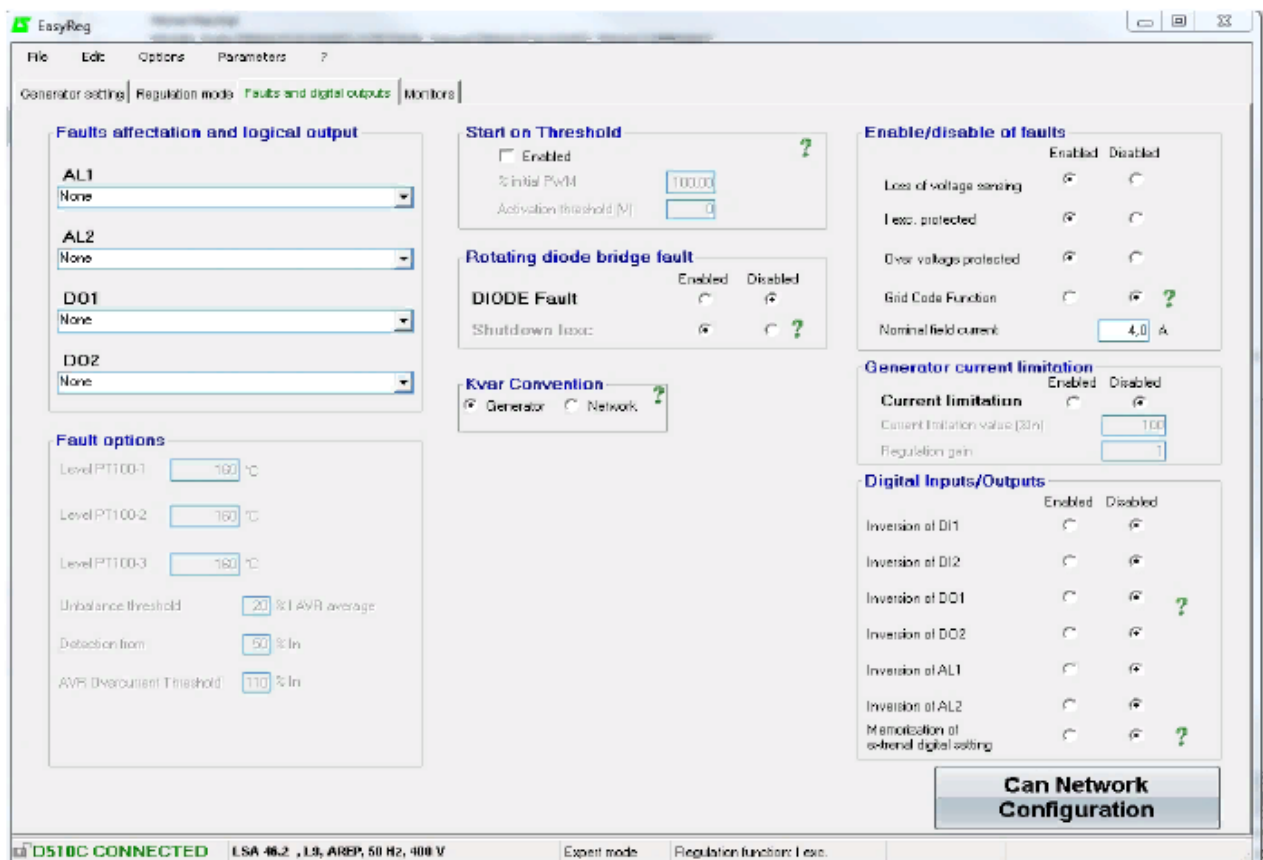 EasyReg
File Edit Options Parameters ?
Generator setting Regulation mode Faults and digital outputs Monitors
Faults affectation and logical output
AL1
None
AL2
None
DO1
None
DO2
None
Fault options
Level PT100-1 160 °C
Level PT100-2 160 °C
Level PT100-3 160 °C
Unbalance threshold 20 % I AVR average
Detection from 50 % In
AVR Overcurrent Threshold 110 % In
Start on Threshold
?
Enabled
% initial PWM 100,00
Activation threshold (V) 0
Rotating diode bridge fault
Enabled Disabled
DIODE Fault
Shutdown Iexc ?
Kvar Convention
Generator Network ?
Enable/disable of faults
Enabled Disabled
Loss of voltage sensing
I exc. protected
Over voltage protected
Grid Code Function ?
Nominal field current 4,0 A
Generator current limitation
Enabled Disabled
Current limitation
Current limitation value (%In) 100
Regulation gain 1
Digital Inputs/Outputs
Enabled Disabled
Inversion of DI1
Inversion of DI2
Inversion of DO1
?
Inversion of DO2
Inversion of AL1
Inversion of AL2
Memorization of
extrenal digital setting ?
Can Network
Configuration
D510C CONNECTED LSA 46.2 , L9, AREP, 50 Hz, 400 V Expert mode Regulation function: I exc.